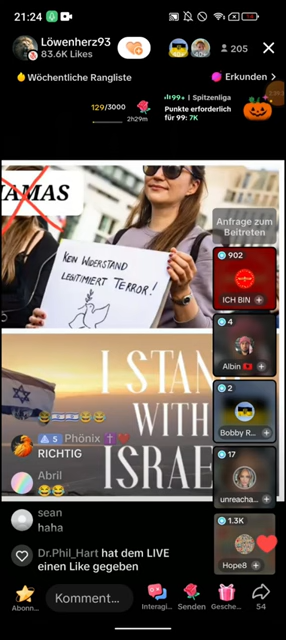 21:24
Löwenherz93
83.6K Likes
205
Wöchentliche Rangliste
Erkunden
129/3000
2h29m
99+ | Spitzenliga
Punkte erforderlich
für 99: 7K
AMAS
KEIN WIDERSTAND
LEGITIMIERT TERROR!
Anfrage zum
Beitreten
902
ICH BIN
4
Albin
I STAN
WITH
ISRAE
2
Bobby R...
5 Phönix
RICHTIG
17
unreacha...
Abril
sean
haha
1.3K
Hope8
Dr.Phil_Hart hat dem LIVE
einen Like gegeben
Abonn...
Kommen...
Interagi...
Senden
Gesche...
54